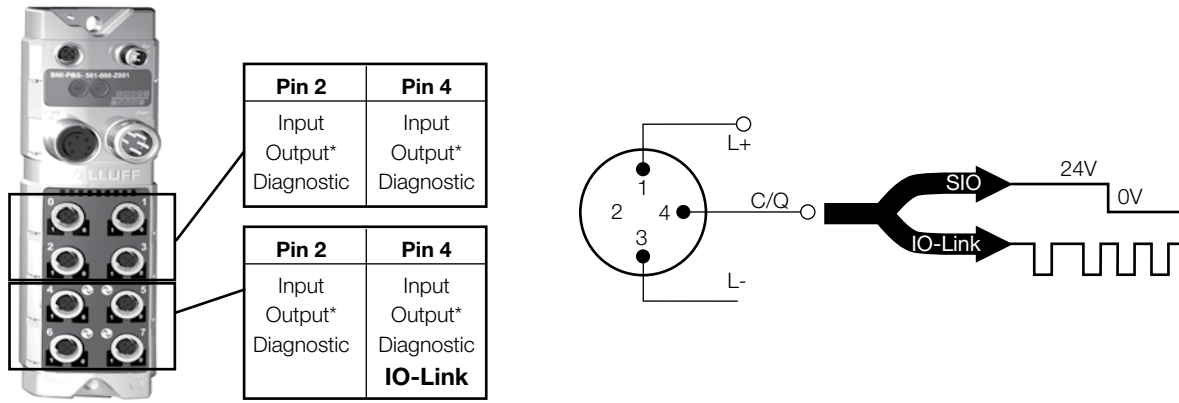 BNI-PBS- 501-000-Z001
LLUFF
0 1
2 3
4 5
6 7
Pin 2 Pin 4
Input Input
Output* Output*
Diagnostic Diagnostic
Pin 2 Pin 4
Input Input
Output* Output*
Diagnostic Diagnostic
IO-Link
L+
1
2 4
3
C/Q
L-
SIO
IO-Link
24V
0V